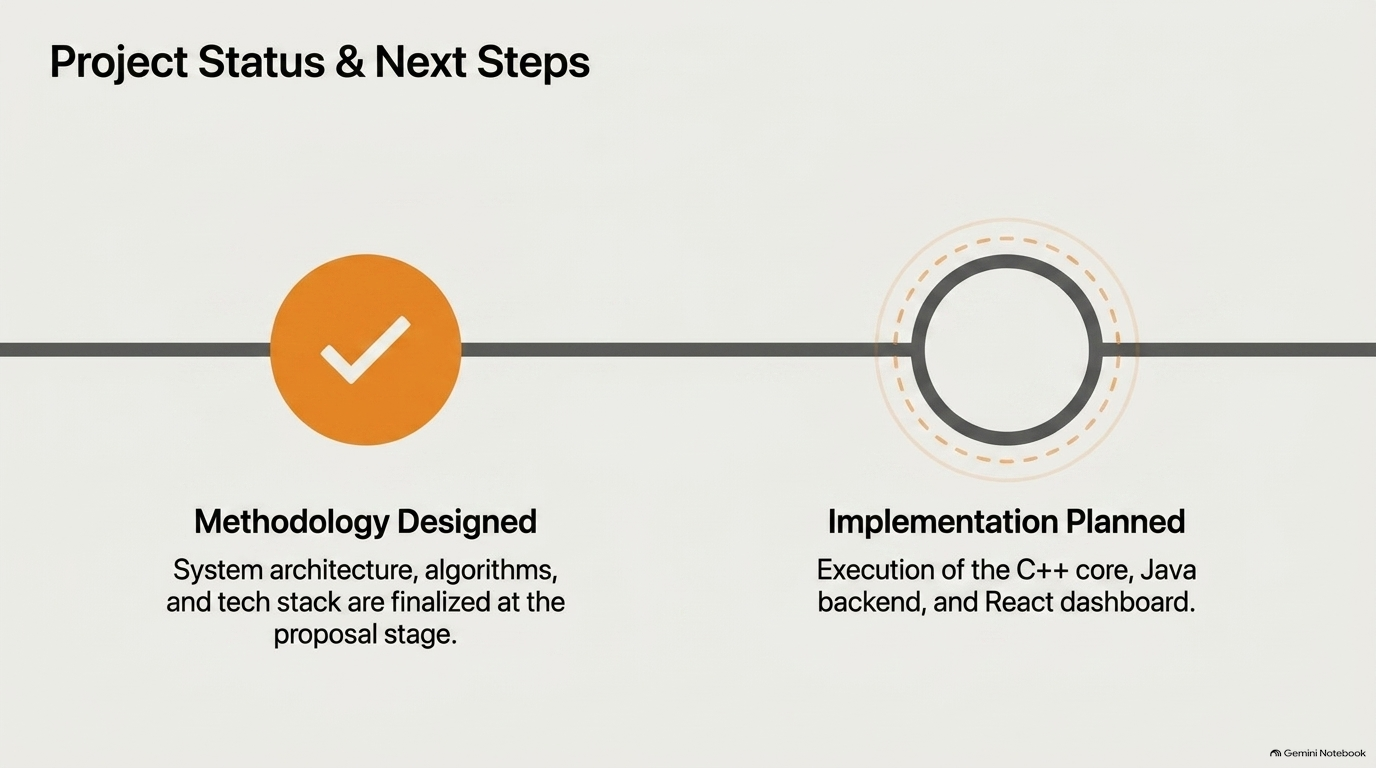 Project Status & Next Steps
Methodology Designed
System architecture, algorithms,
and tech stack are finalized at the
proposal stage.
Implementation Planned
Execution of the C++ core, Java
backend, and React dashboard.
Gemini Notebook